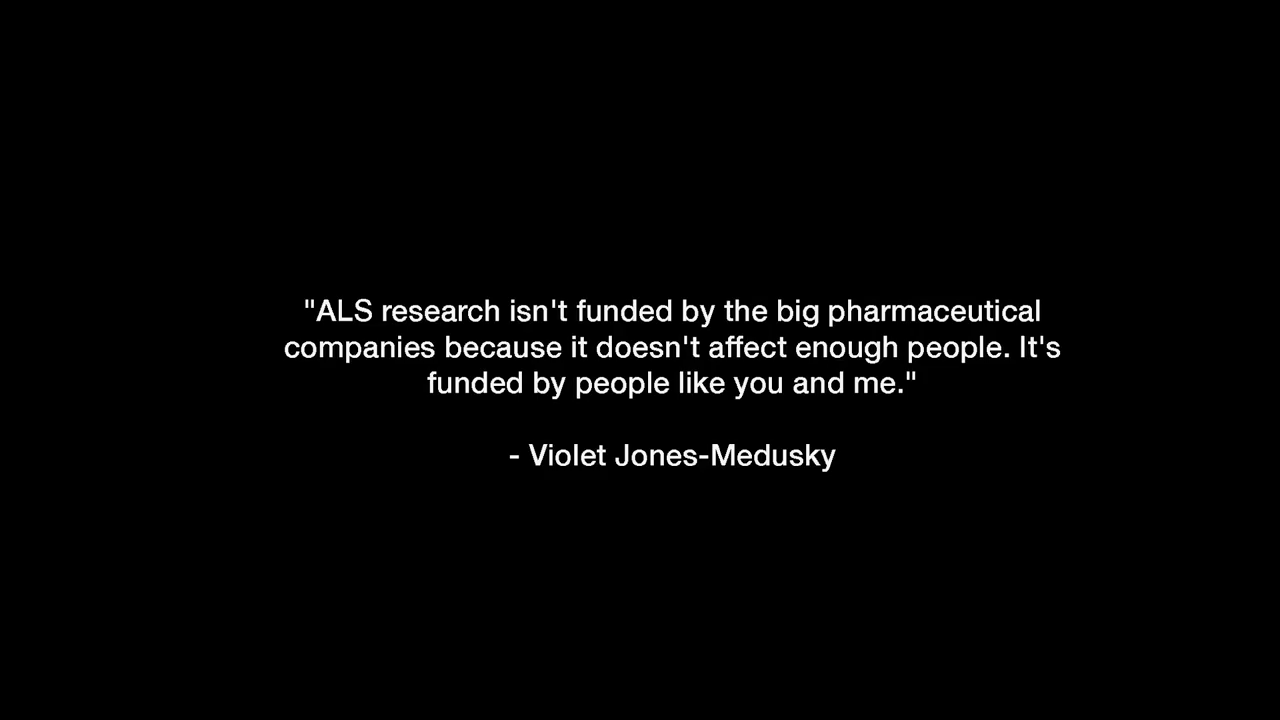 "ALS research isn't funded by the big pharmaceutical
companies because it doesn't affect enough people. It's
funded by people like you and me."
- Violet Jones-Medusky